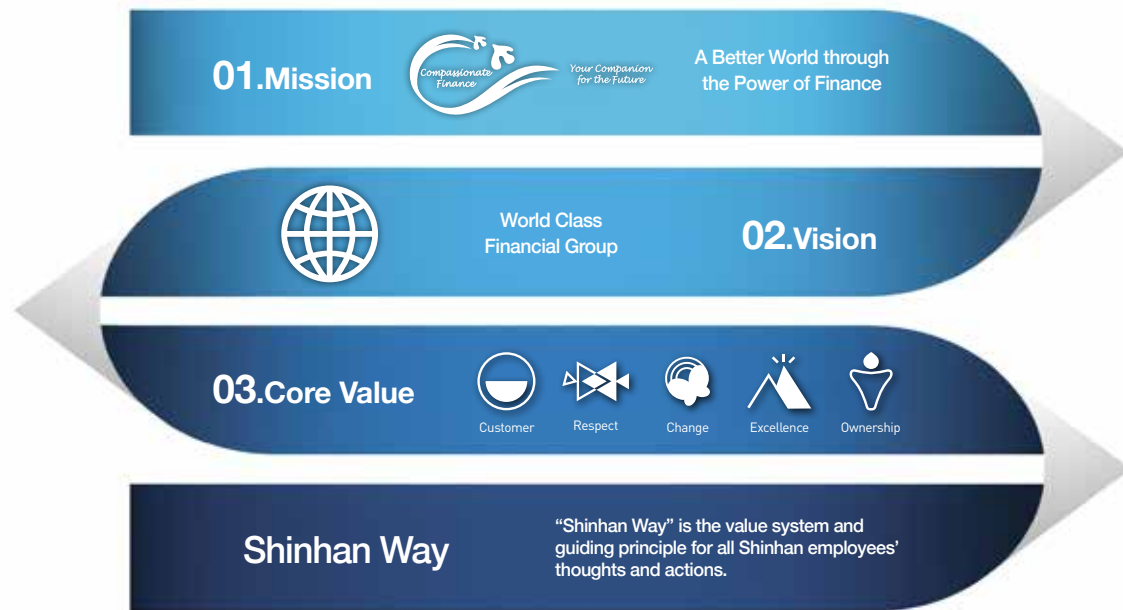 01.Mission
Compassionate
Finance
Your Companion
for the Future
A Better World through
the Power of Finance
World Class
Financial Group
02.Vision
03.Core Value
Customer
Respect
Change
Excellence
Ownership
Shinhan Way
“Shinhan Way” is the value system and
guiding principle for all Shinhan employees’
thoughts and actions.